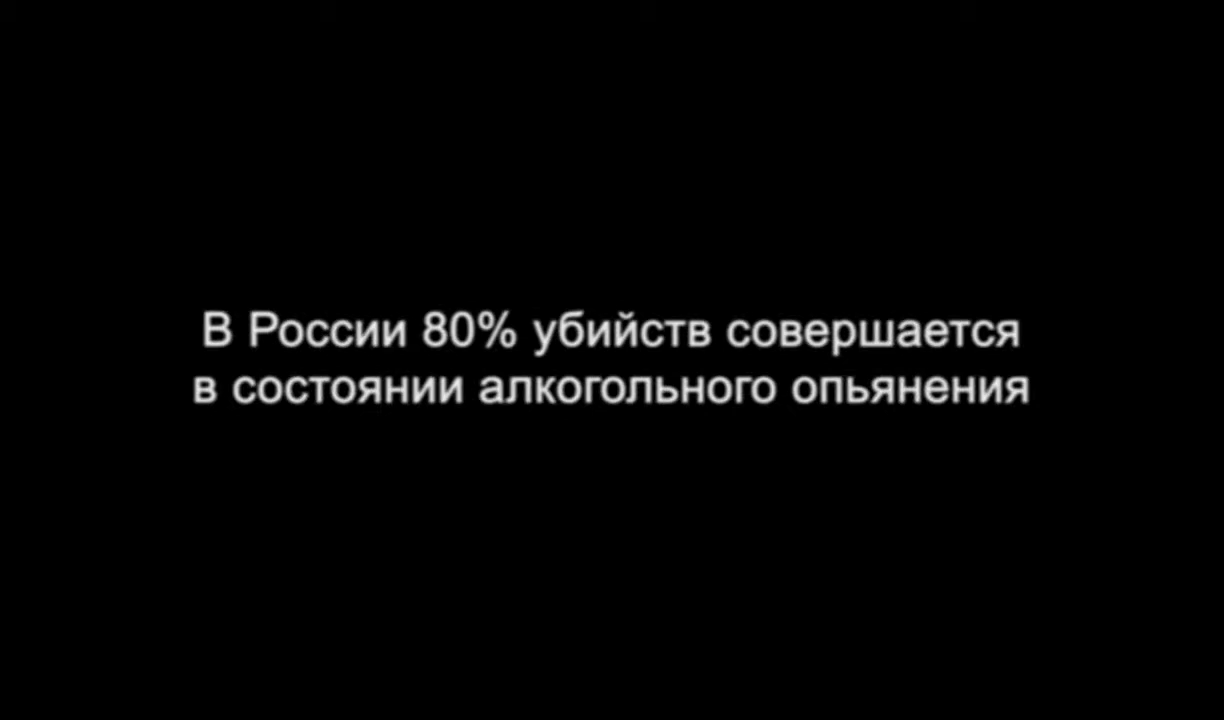 В России 80% убийств совершается
в состоянии алкогольного опьянения